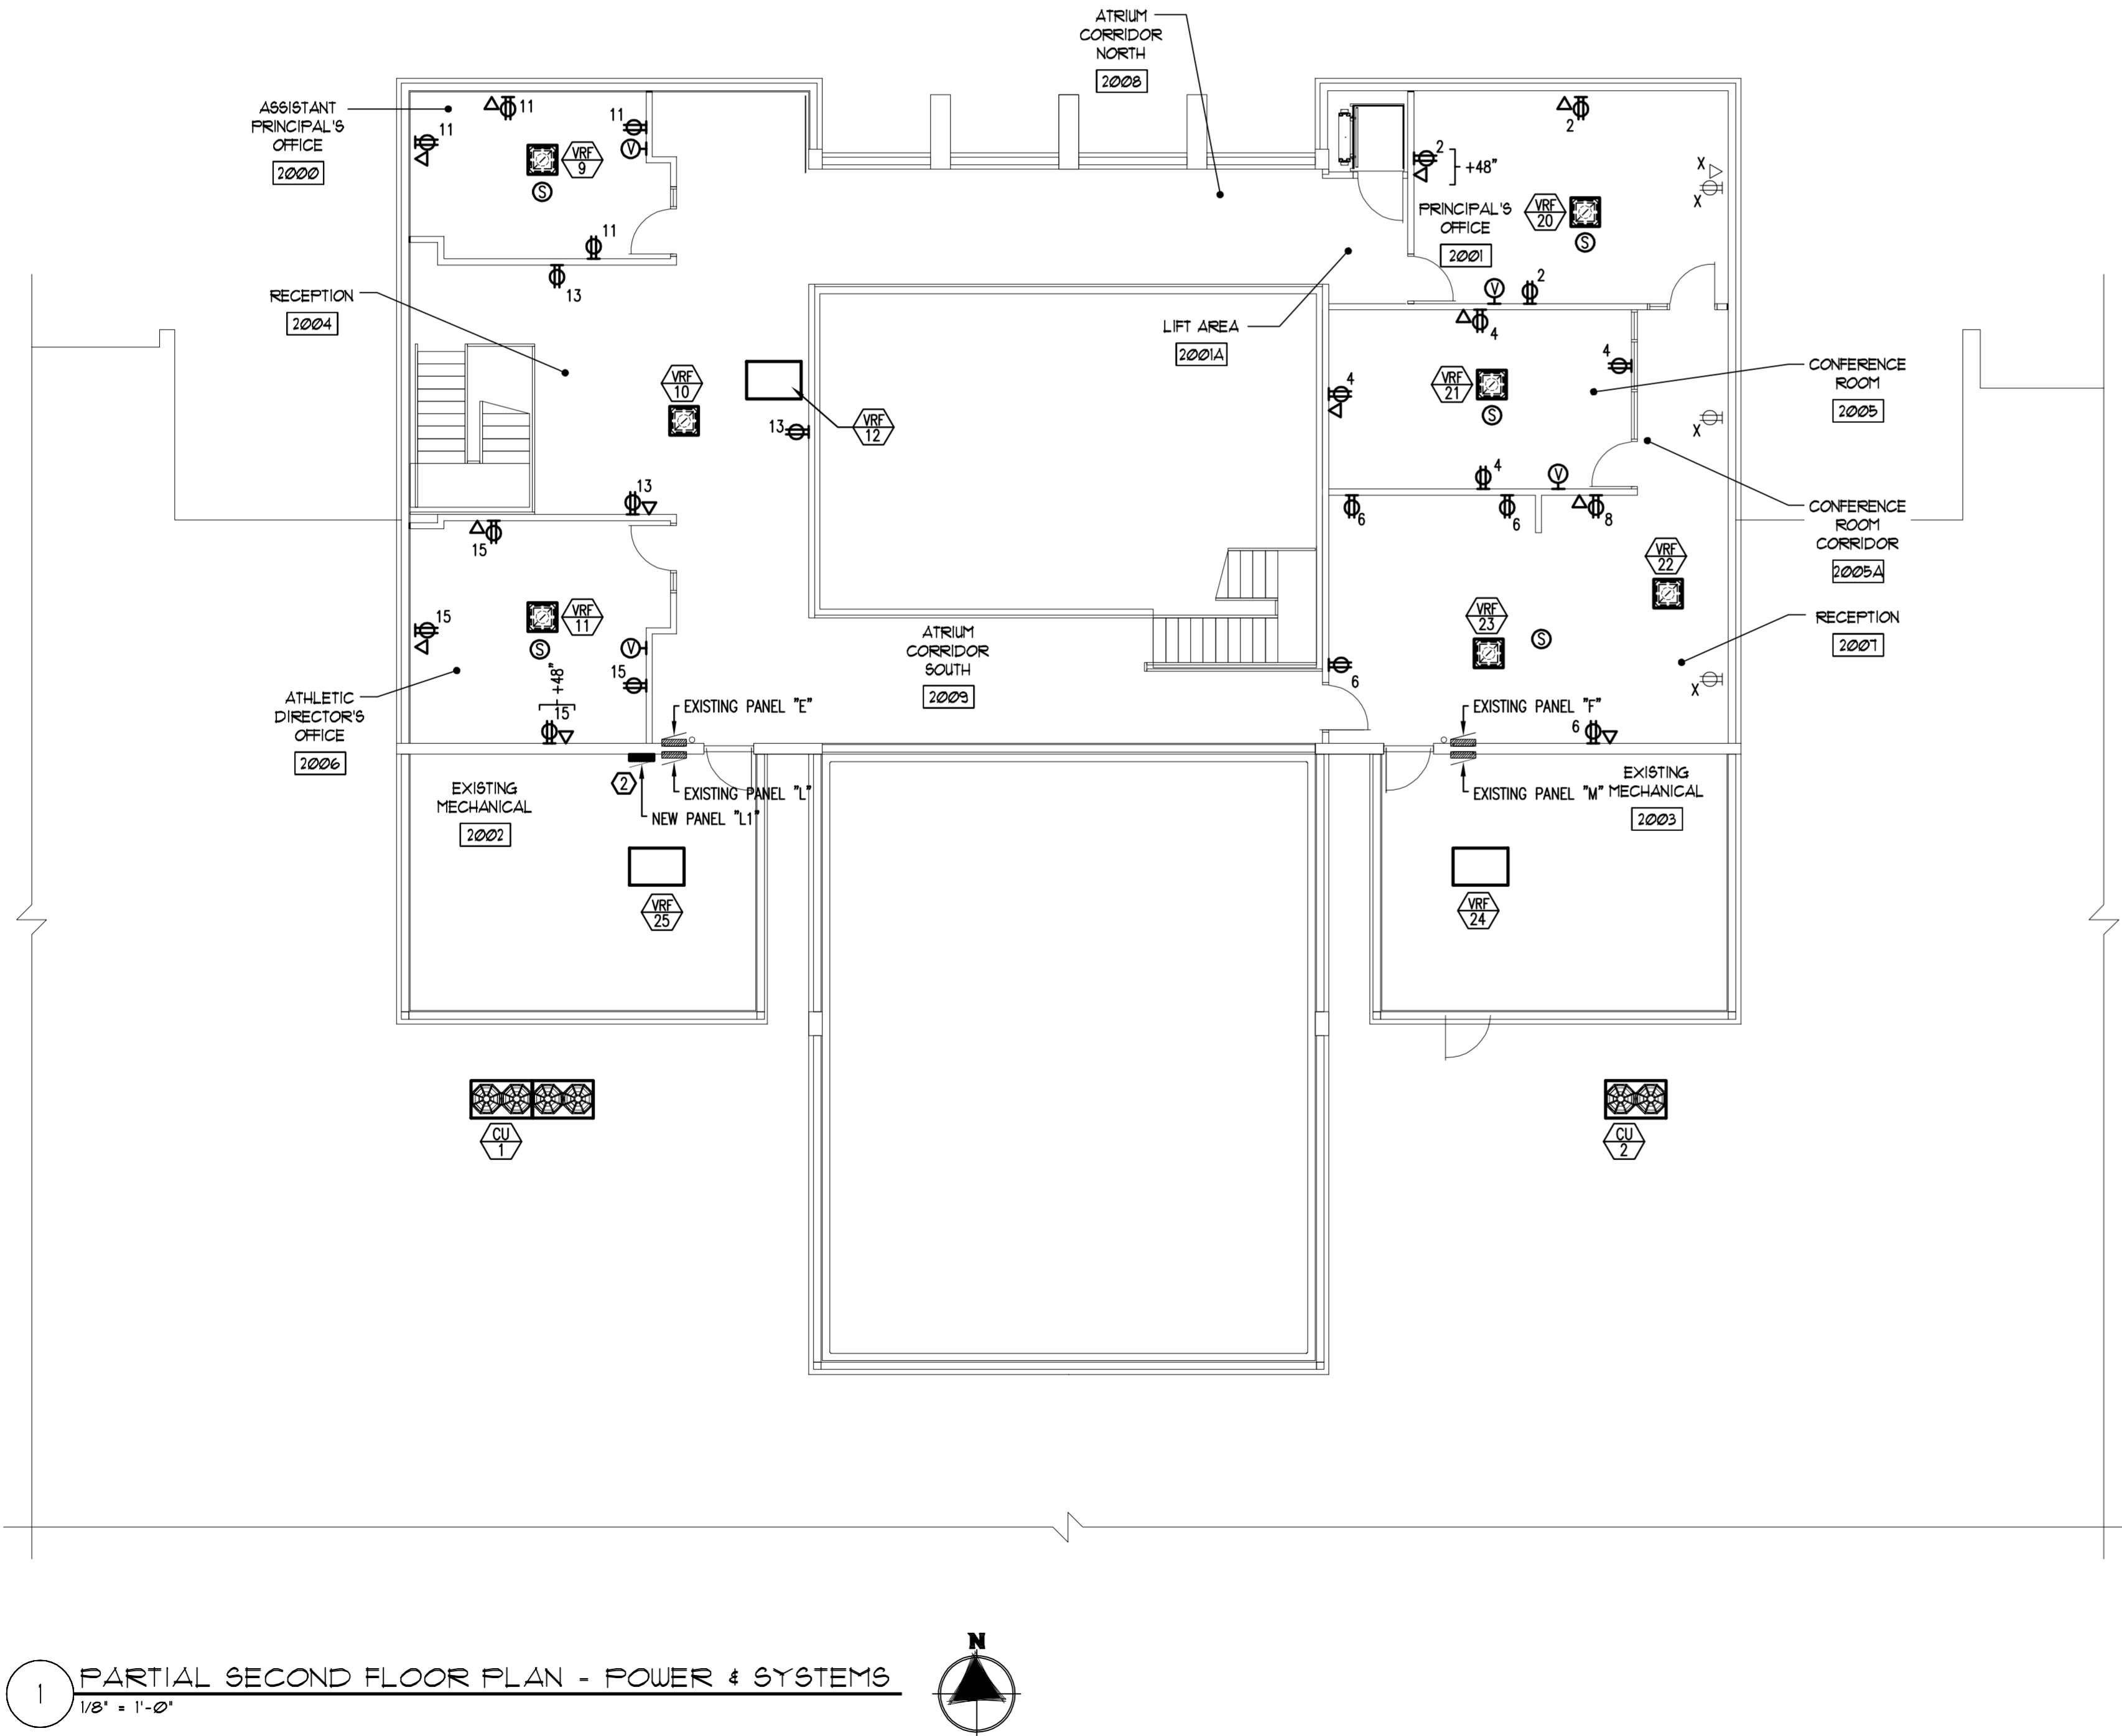 ATRIUM
CORRIDOR
NORTH
2008
ASSISTANT
PRINCIPAL'S
OFFICE
2000
11
11
11
VRF
9
S
V
11
13
2
2
+48"
X
X
PRINCIPAL'S
OFFICE
2001
VRF
20
S
V
2
RECEPTION
2004
LIFT AREA
2001A
4
4
4
VRF
21
S
CONFERENCE
ROOM
2005
X
VRF
10
13
VRF
12
4
V
13
15
6
6
8
CONFERENCE
ROOM
CORRIDOR
2005A
VRF
22
VRF
11
S
V
15
15
+48"
15
ATRIUM
CORRIDOR
SOUTH
2009
VRF
23
S
RECEPTION
2007
6
X
ATHLETIC
DIRECTOR'S
OFFICE
2006
EXISTING PANEL "E"
EXISTING PANEL "F"
6
2
EXISTING PANEL "L"
NEW PANEL "L1"
EXISTING
MECHANICAL
2002
EXISTING PANEL "M"
EXISTING
MECHANICAL
2003
VRF
25
VRF
24
CU
1
CU
2
N
1
PARTIAL SECOND FLOOR PLAN - POWER & SYSTEMS
1/8" = 1'-0"